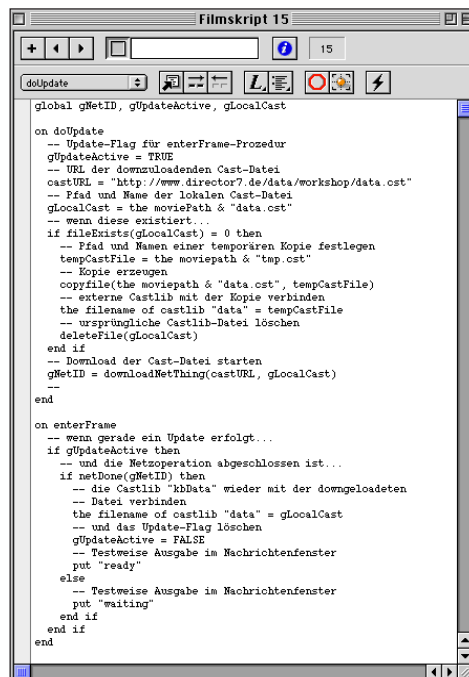 Filmskript 15
15
doUpdate
global gNetID, gUpdateActive, gLocalCast
on doUpdate
-- Update-Flag für enterFrame-Prozedur
gUpdateActive = TRUE
-- URL der downzuloadenden Cast-Datei
castURL = "http://www.director7.de/data/workshop/data.cst"
-- Pfad und Name der lokalen Cast-Datei
gLocalCast = the moviePath & "data.cst"
-- wenn diese existiert...
if fileExists(gLocalCast) = 0 then
-- Pfad und Namen einer temporären Kopie festlegen
tempCastFile = the moviepath & "tmp.cst"
-- Kopie erzeugen
copyfile(the moviepath & "data.cst", tempCastFile)
-- externe Castlib mit der Kopie verbinden
the filename of castlib "data" = tempCastFile
-- ursprüngliche Castlib-Datei löschen
deleteFile(gLocalCast)
end if
-- Download der Cast-Datei starten
gNetID = downloadNetThing(castURL, gLocalCast)
--
end
on enterFrame
-- wenn gerade ein Update erfolgt...
if gUpdateActive then
-- und die Netzoperation abgeschlossen ist...
if netDone(gNetID) then
-- die Castlib "kbData" wieder mit der downgeloadeten
-- Datei verbinden
the filename of castlib "data" = gLocalCast
-- und das Update-Flag löschen
gUpdateActive = FALSE
-- Testweise Ausgabe im Nachrichtenfenster
put "ready"
else
-- Testweise Ausgabe im Nachrichtenfenster
put "waiting"
end if
end if
end